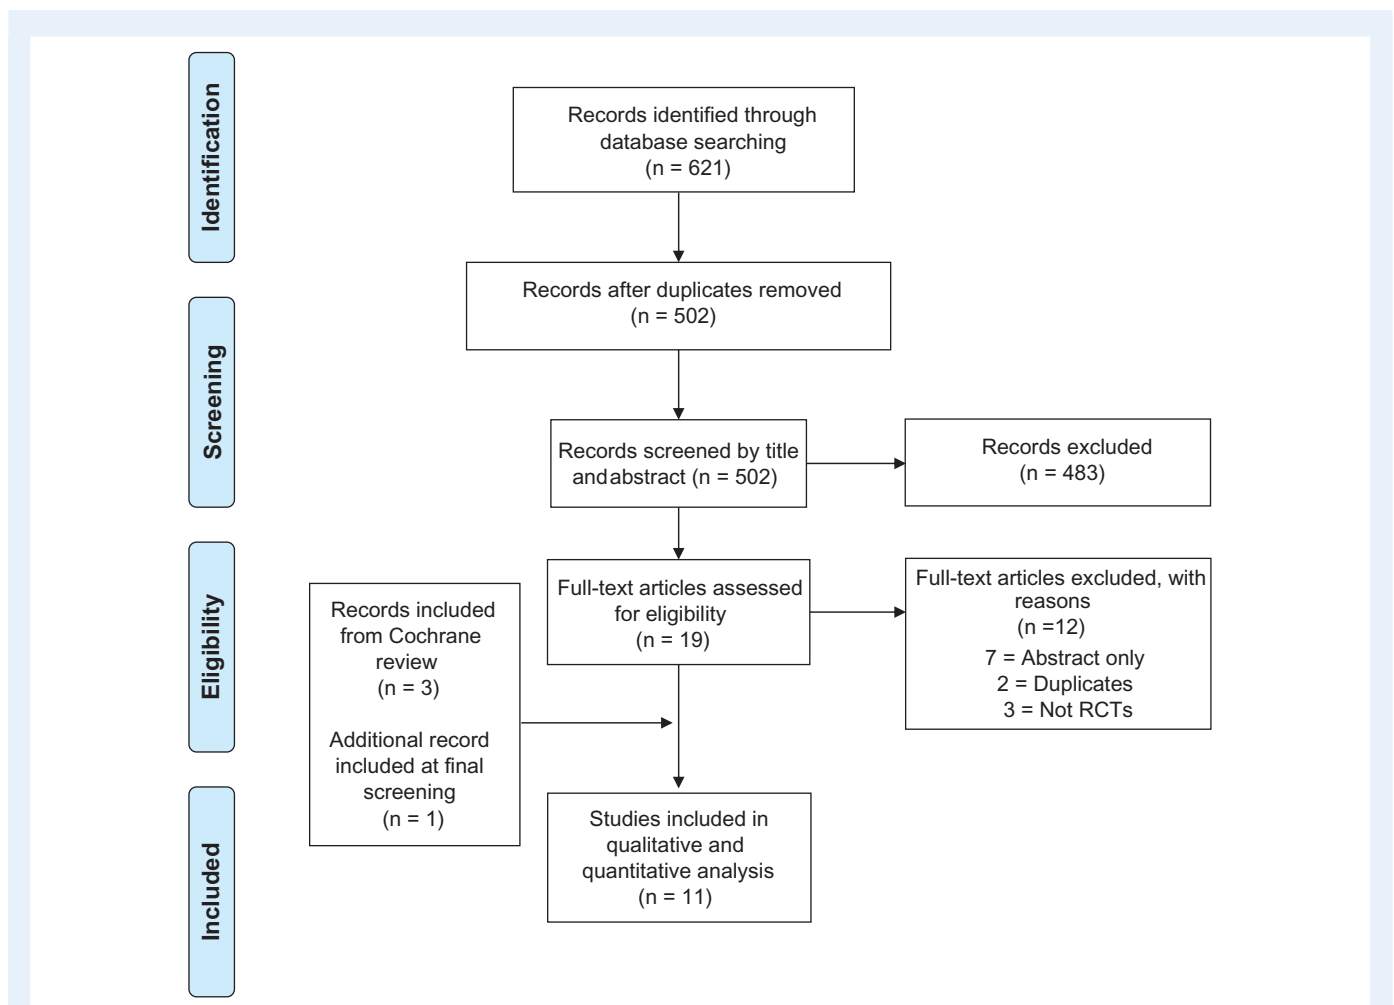 Identification
Records identified through
database searching
(n = 621)
Records after duplicates removed
(n = 502)
Screening
Records screened by title
and abstract (n = 502)
Records excluded
(n = 483)
Eligibility
Full-text articles assessed
for eligibility
(n = 19)
Full-text articles excluded, with
reasons
(n =12)
7 = Abstract only
2 = Duplicates
3 = Not RCTs
Records included
from Cochrane
review
(n = 3)
Additional record
included at final
screening
(n = 1)
Included
Studies included in
qualitative and
quantitative analysis
(n = 11)